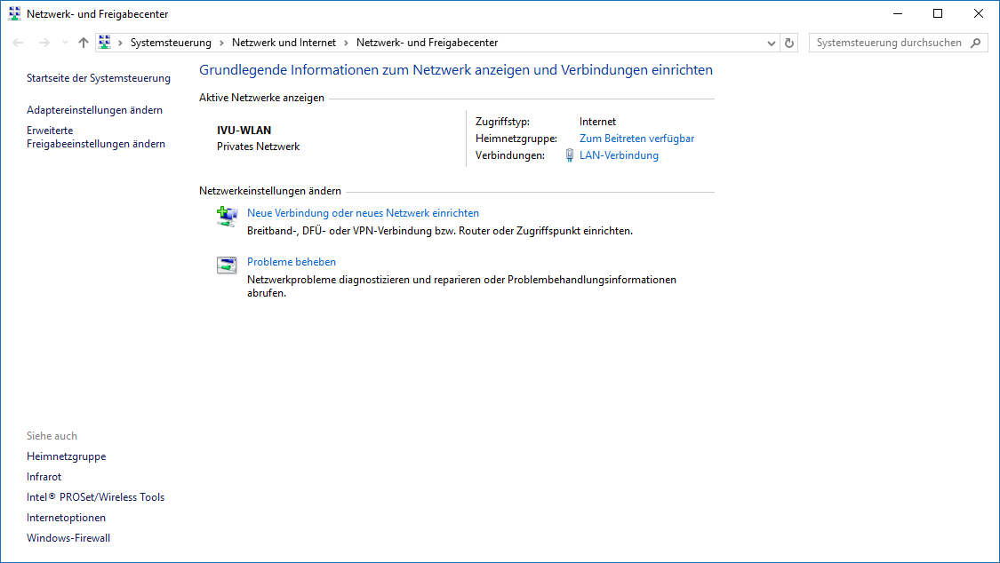 Netzwerk- und Freigabecenter
Systemsteuerung > Netzwerk und Internet > Netzwerk- und Freigabecenter
Systemsteuerung durchsuchen
Startseite der Systemsteuerung
Adaptereinstellungen ändern
Erweiterte
Freigabeeinstellungen ändern
Grundlegende Informationen zum Netzwerk anzeigen und Verbindungen einrichten
Aktive Netzwerke anzeigen
IVU-WLAN
Privates Netzwerk
Zugriffstyp: Internet
Heimnetzgruppe: Zum Beitreten verfügbar
Verbindungen: LAN-Verbindung
Netzwerkeinstellungen ändern
Neue Verbindung oder neues Netzwerk einrichten
Breitband-, DFÜ- oder VPN-Verbindung bzw. Router oder Zugriffspunkt einrichten.
Probleme beheben
Netzwerkprobleme diagnostizieren und reparieren oder Problembehandlungsinformationen
abrufen.
Siehe auch
Heimnetzgruppe
Infrarot
Intel® PROSet/Wireless Tools
Internetoptionen
Windows-Firewall